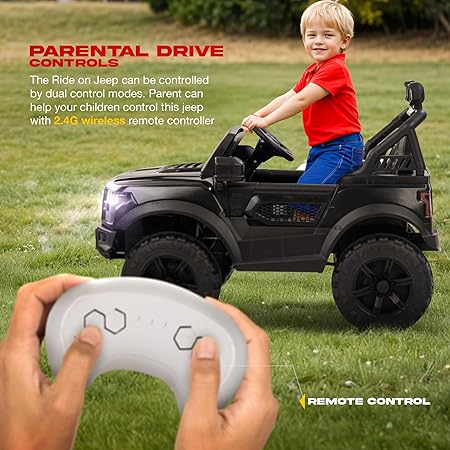 PARENTAL DRIVE
CONTROLS
The Ride on Jeep can be controlled
by dual control modes. Parent can
help your children control this jeep
with 2.4G wireless remote controller
REMOTE CONTROL